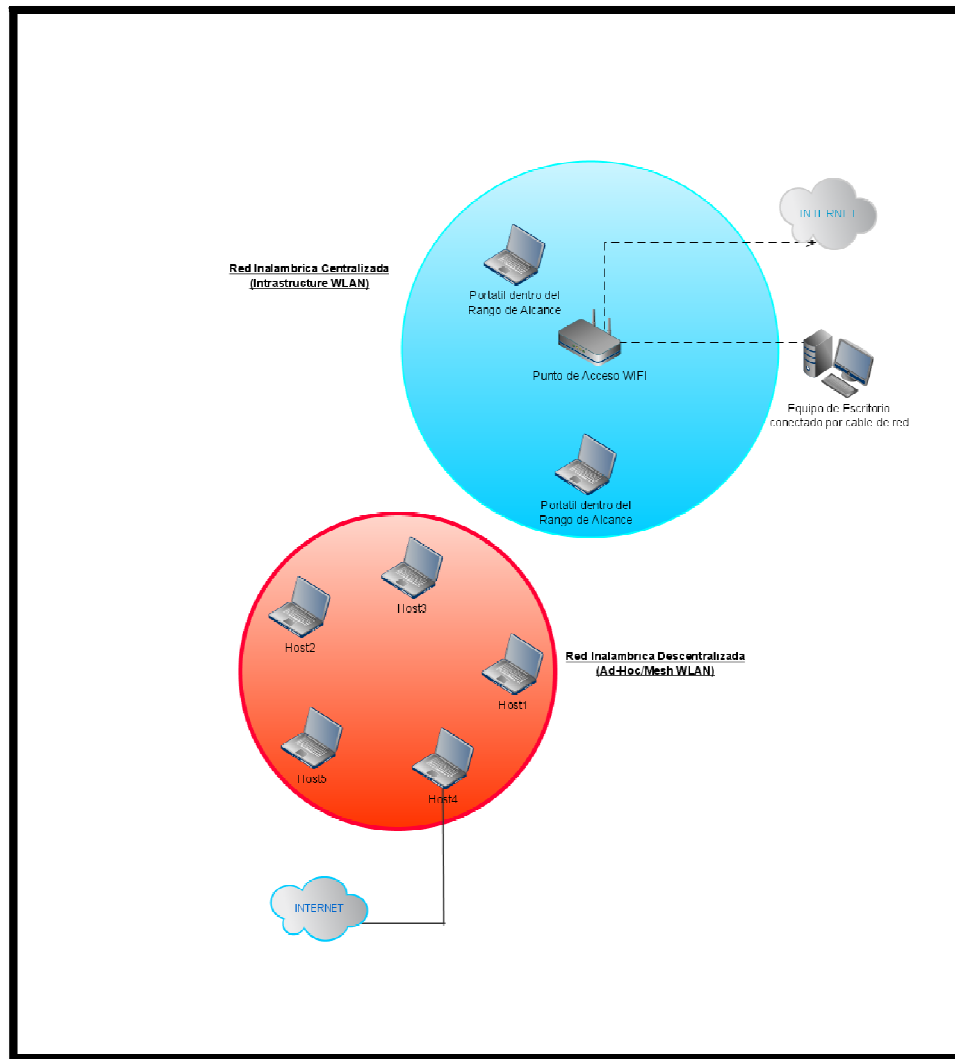 INTERNET
Red Inalambrica Centralizada
(Intrastructure WLAN)
Portatil dentro del
Rango de Alcance
Punto de Acceso WIFI
Equipo de Escritorio
conectado por cable de red
Portatil dentro del
Rango de Alcance
Host3
Host2
Red Inalambrica Descentralizada
(Ad-Hoc/Mesh WLAN)
Host1
Host5
Host4
INTERNET